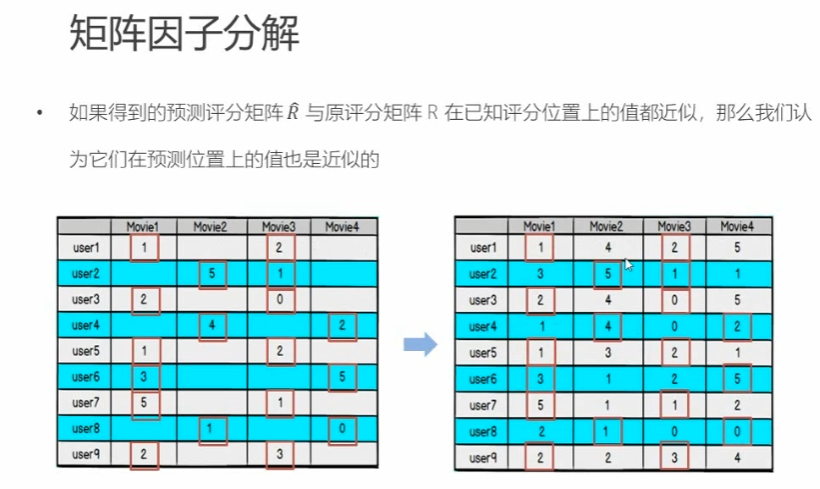 矩阵因子分解
• 如果得到的预测评分矩阵 R̂ 与原评分矩阵 R 在已知评分位置上的值都近似，那么我们认
为它们在预测位置上的值也是近似的
Movie1 Movie2 Movie3 Movie4
user1 1 2
user2 5 1
user3 2 0
user4 4 2
user5 1 2
user6 3 5
user7 5 1
user8 1 0
user9 2 3
Movie1 Movie2 Movie3 Movie4
user1 1 4 2 5
user2 3 5 1 1
user3 2 4 0 5
user4 1 4 0 2
user5 1 3 2 1
user6 3 1 2 5
user7 5 1 1 2
user8 2 1 0 0
user9 2 2 3 4